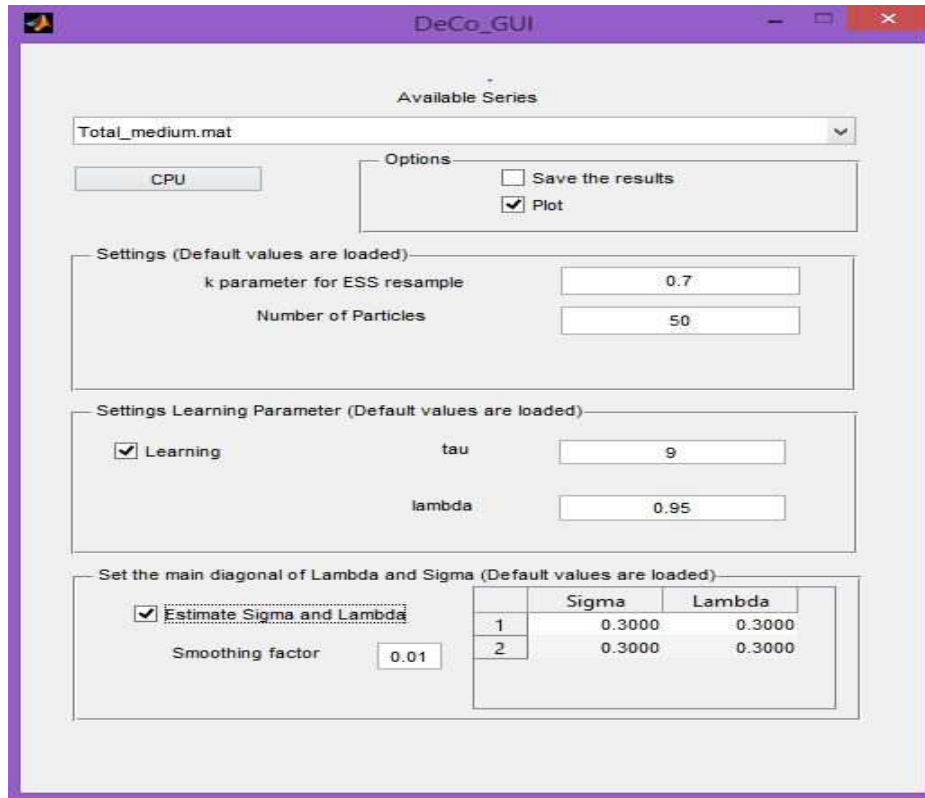 DeCo_GUI
Available Series
Total_medium.mat
CPU
Options
Save the results
Plot
Settings (Default values are loaded)
k parameter for ESS resample 0.7
Number of Particles 50
Settings Learning Parameter (Default values are loaded)
Learning tau 9
lambda 0.95
Set the main diagonal of Lambda and Sigma (Default values are loaded)
Estimate Sigma and Lambda
Smoothing factor 0.01
Sigma Lambda
1 0.3000 0.3000
2 0.3000 0.3000